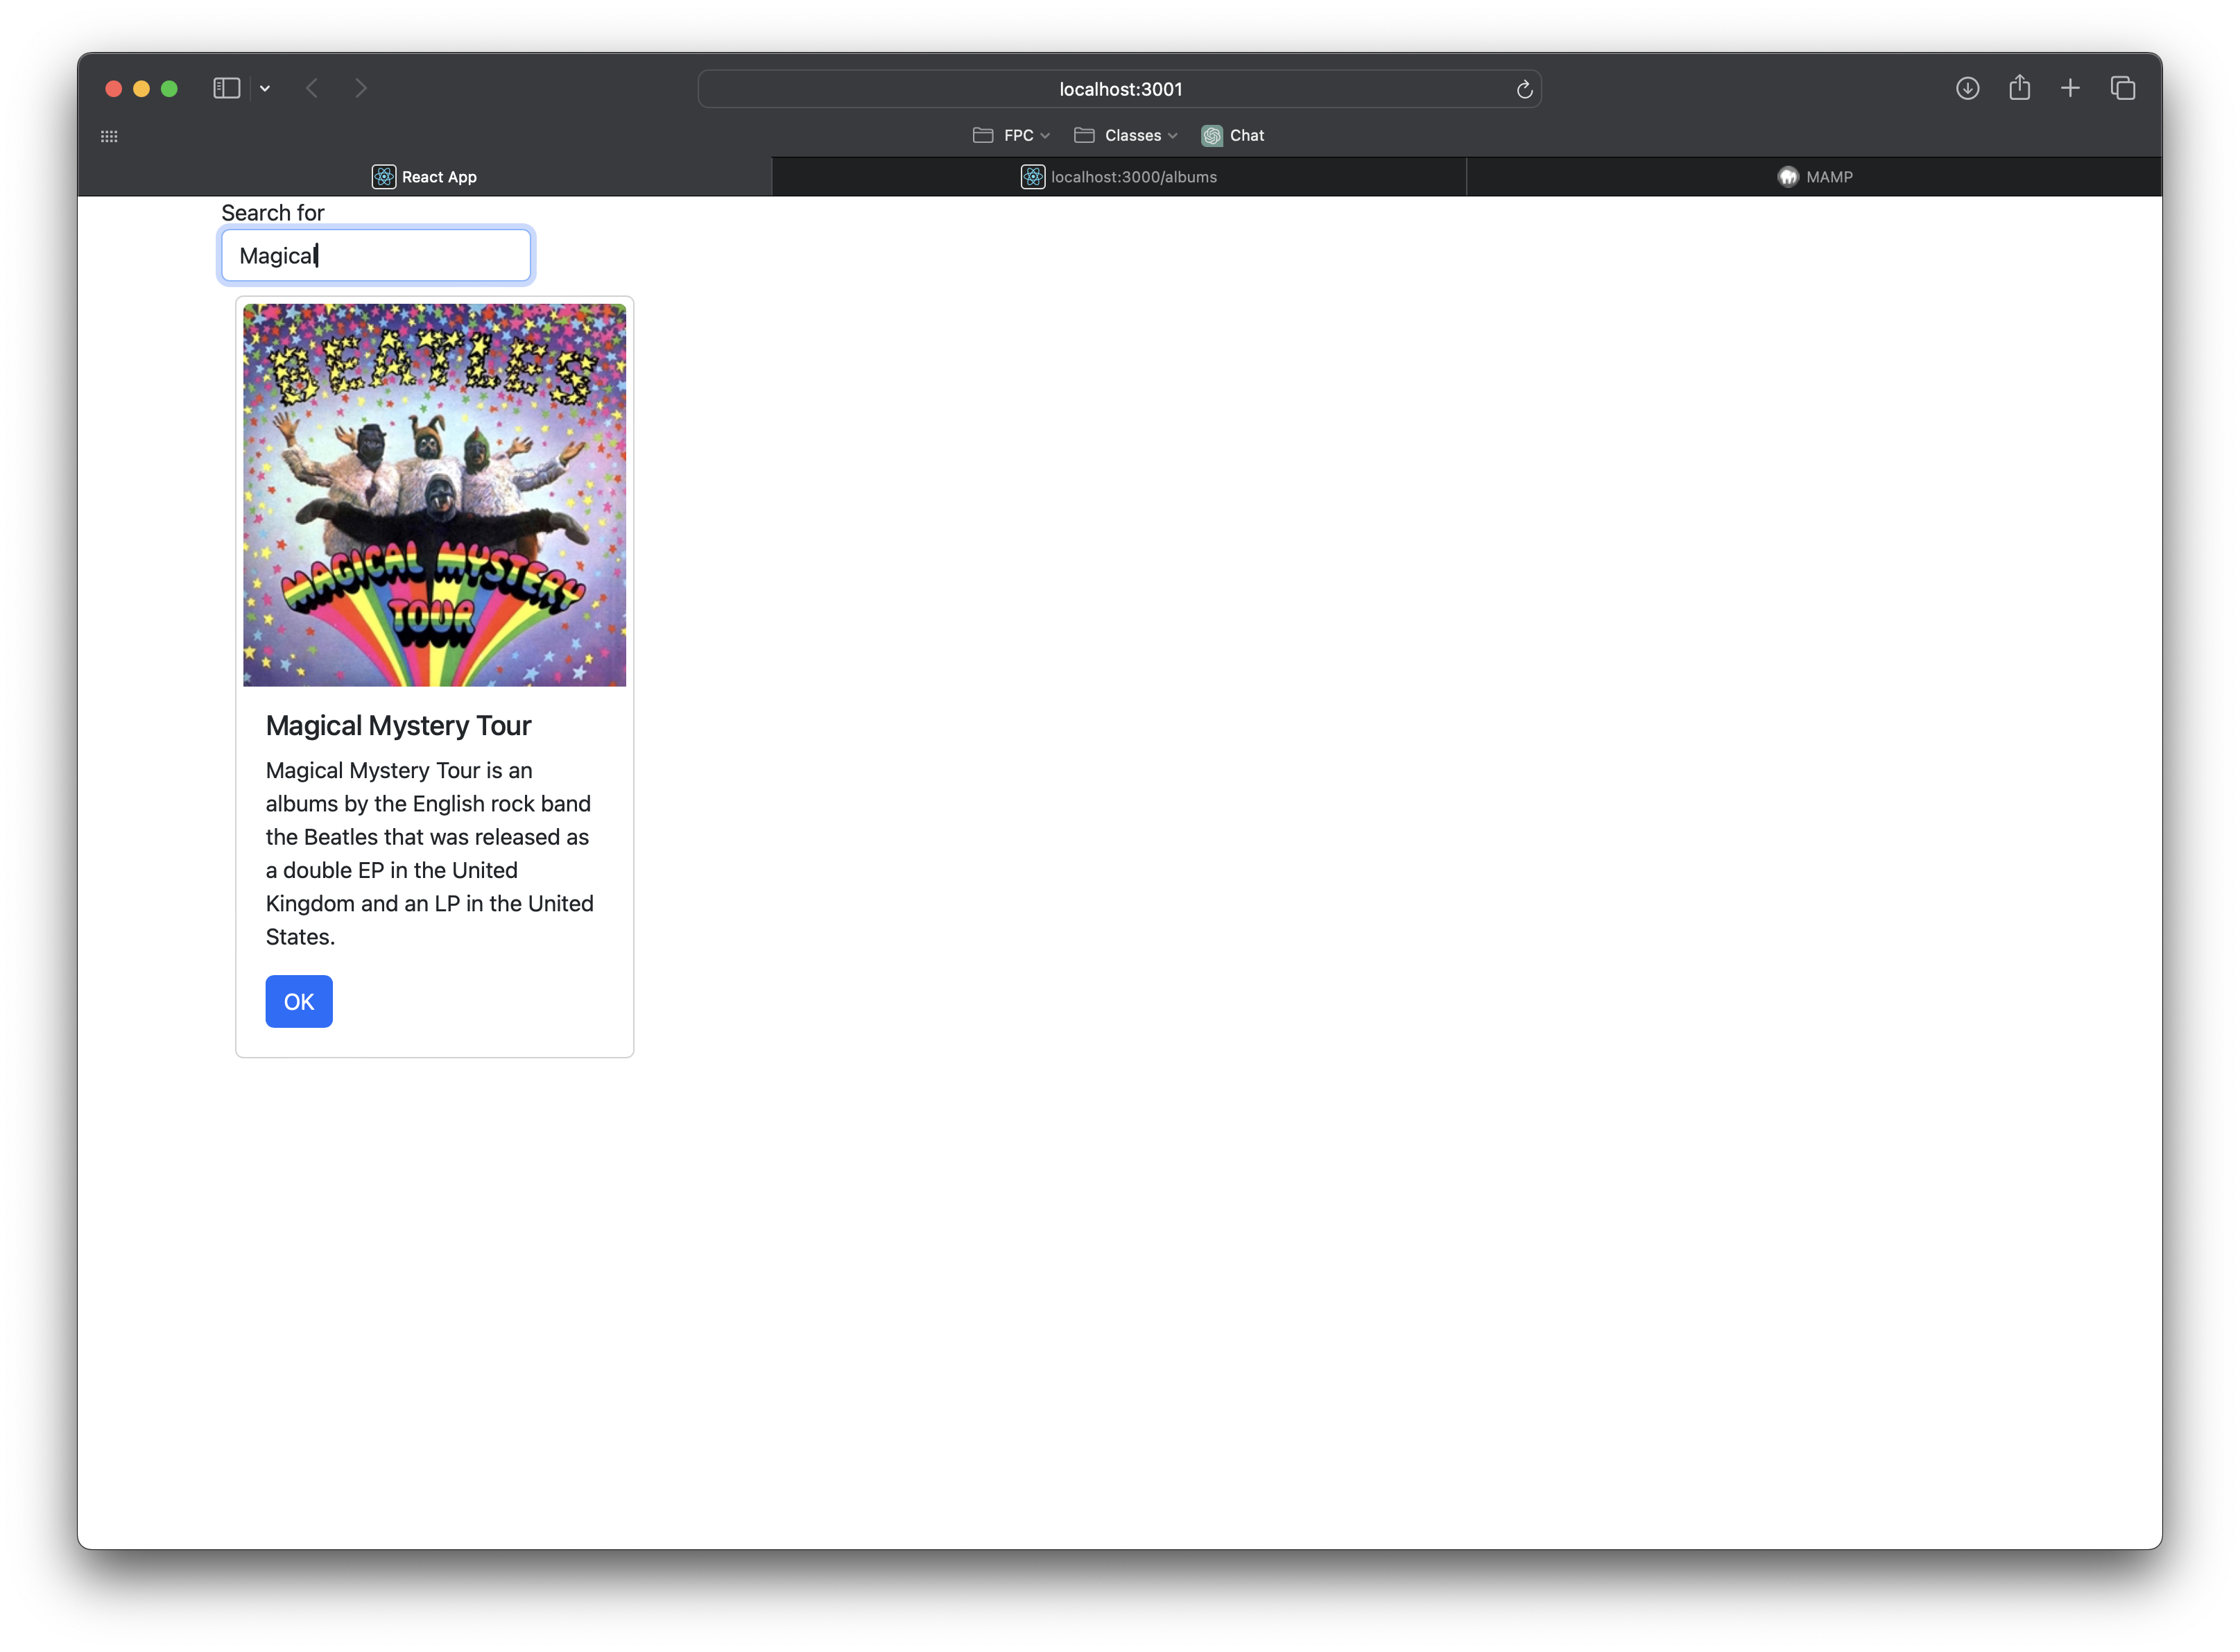 localhost:3001
FPC
Classes
Chat
React App
localhost:3000/albums
MAMP
Search for
Magical
BEATLES
MAGICAL MYSTERY
TOUR
Magical Mystery Tour
Magical Mystery Tour is an
albums by the English rock band
the Beatles that was released as
a double EP in the United
Kingdom and an LP in the United
States.
OK